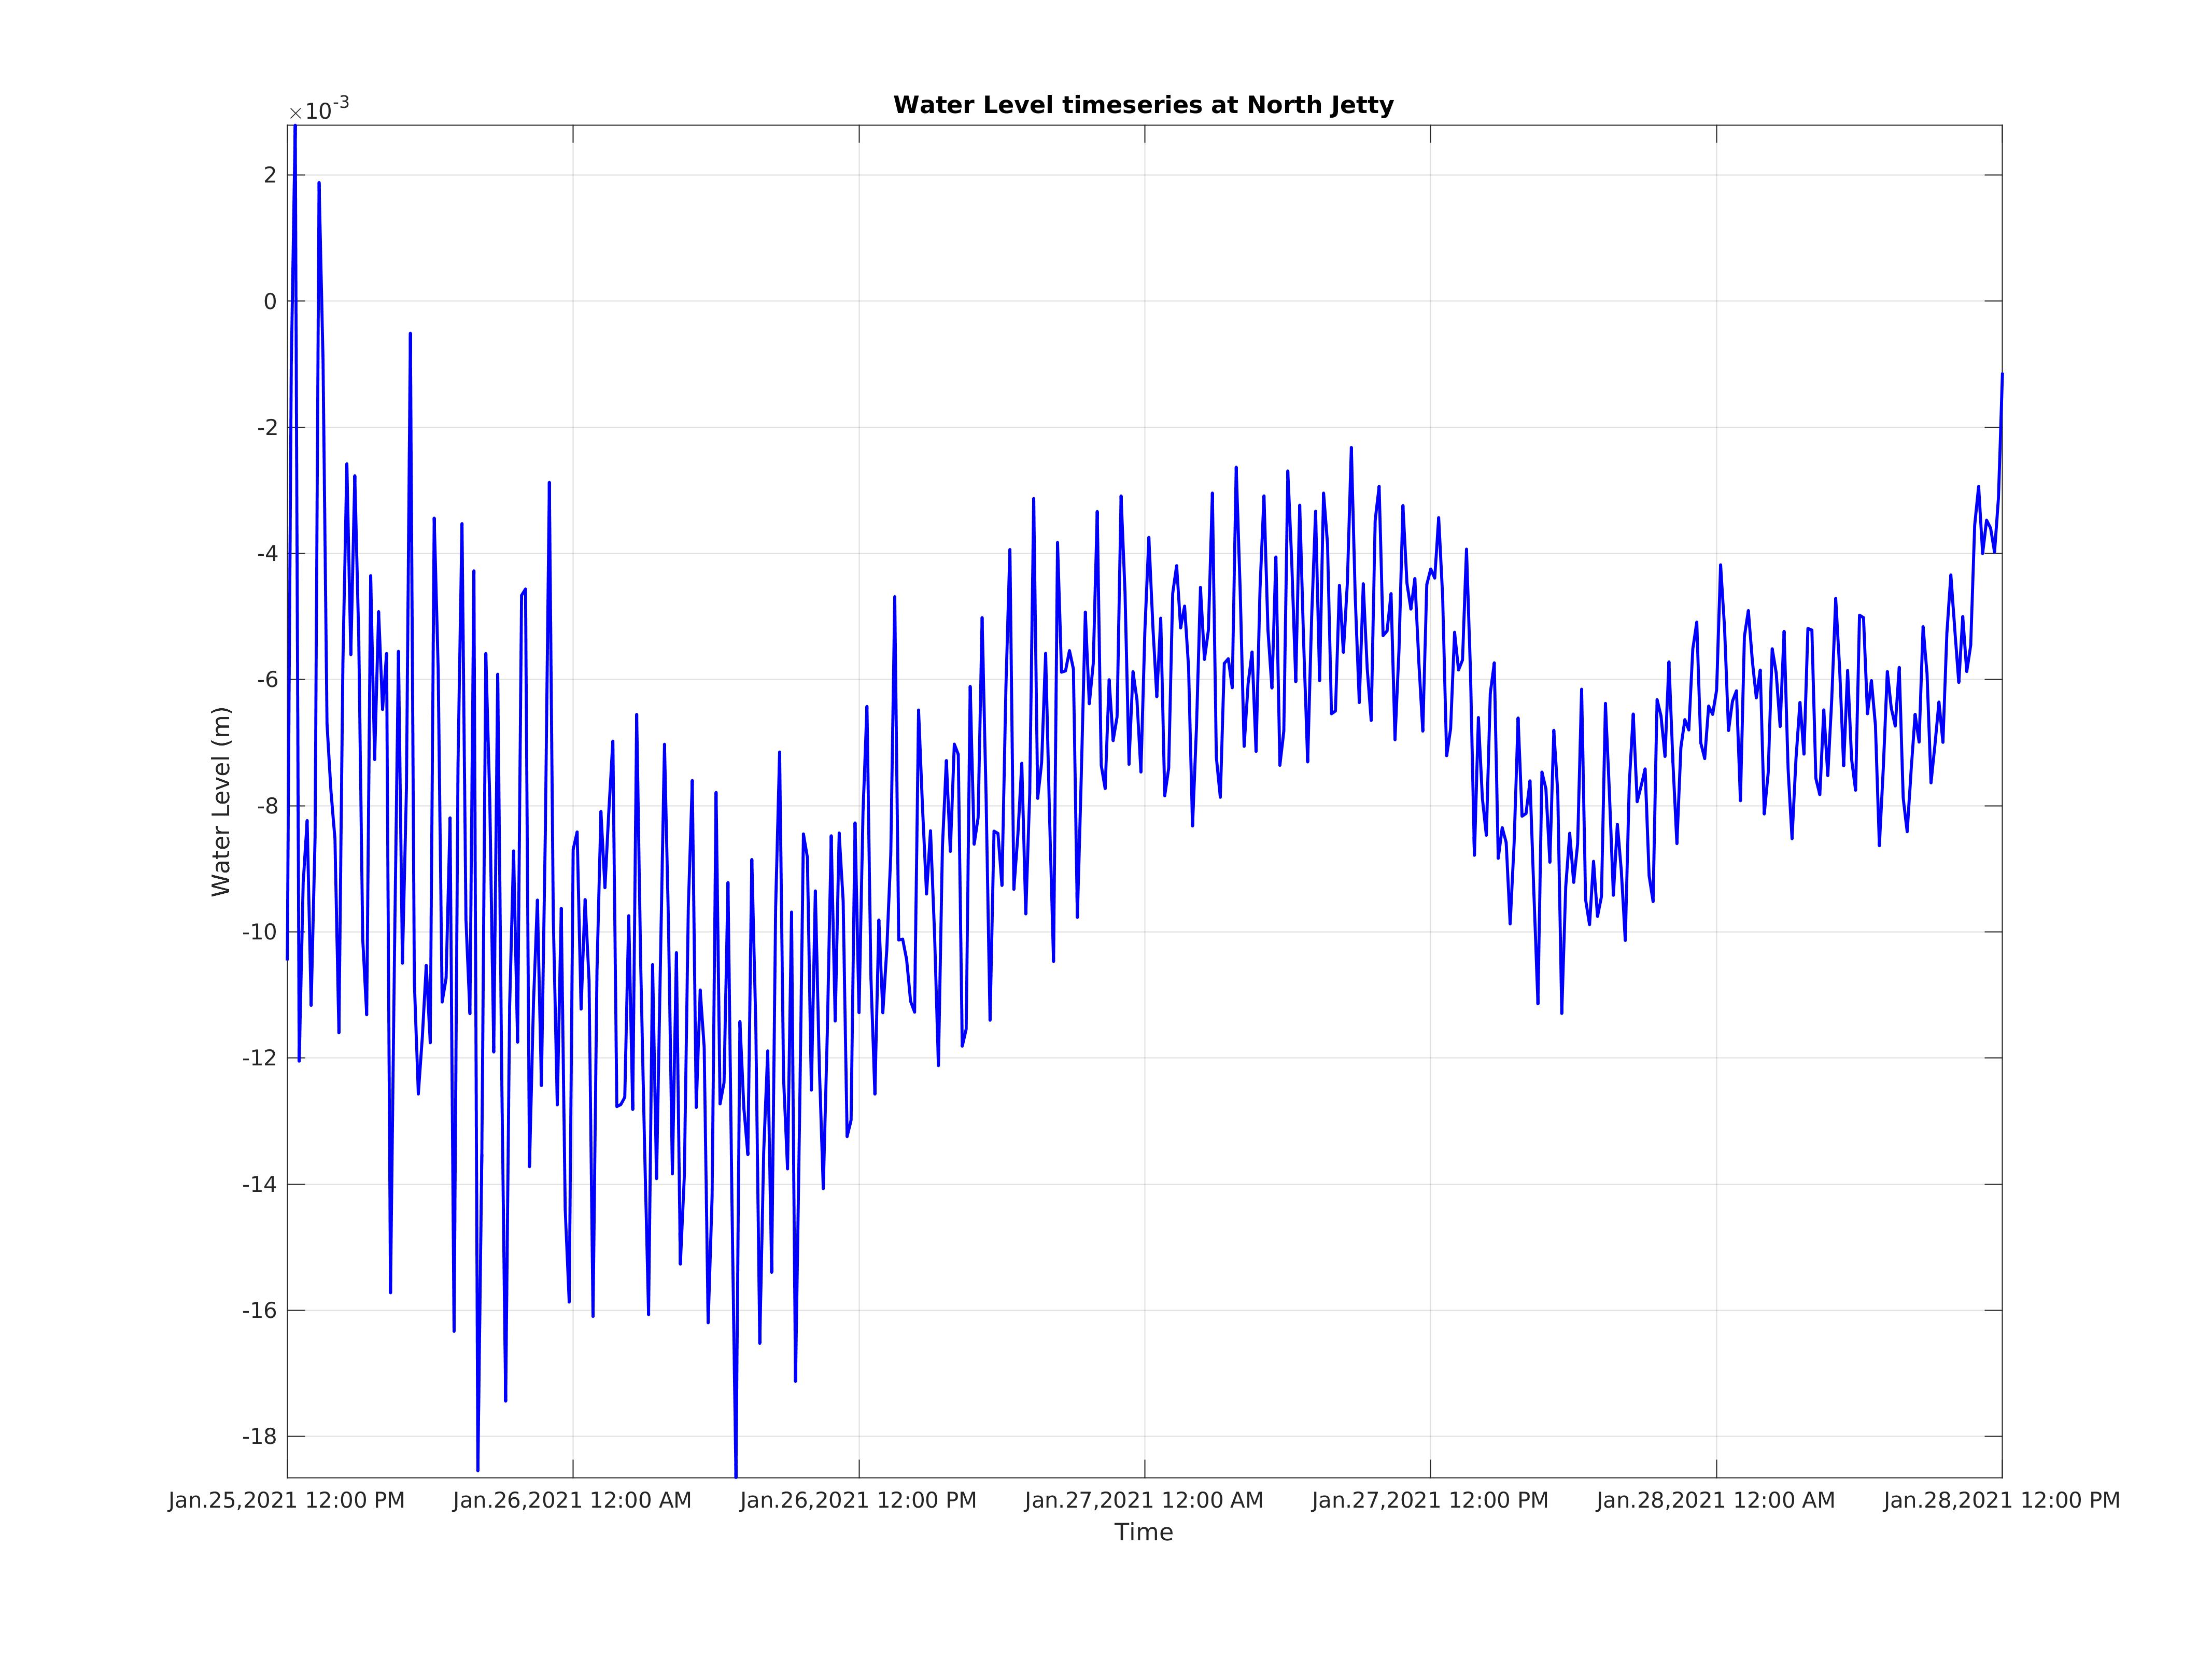 Water Level timeseries at North Jetty
×10-3
2
0
-2
-4
-6
-8
-10
-12
-14
-16
-18
Water Level (m)
Jan.25,2021 12:00 PM
Jan.26,2021 12:00 AM
Jan.26,2021 12:00 PM
Jan.27,2021 12:00 AM
Jan.27,2021 12:00 PM
Jan.28,2021 12:00 AM
Jan.28,2021 12:00 PM
Time